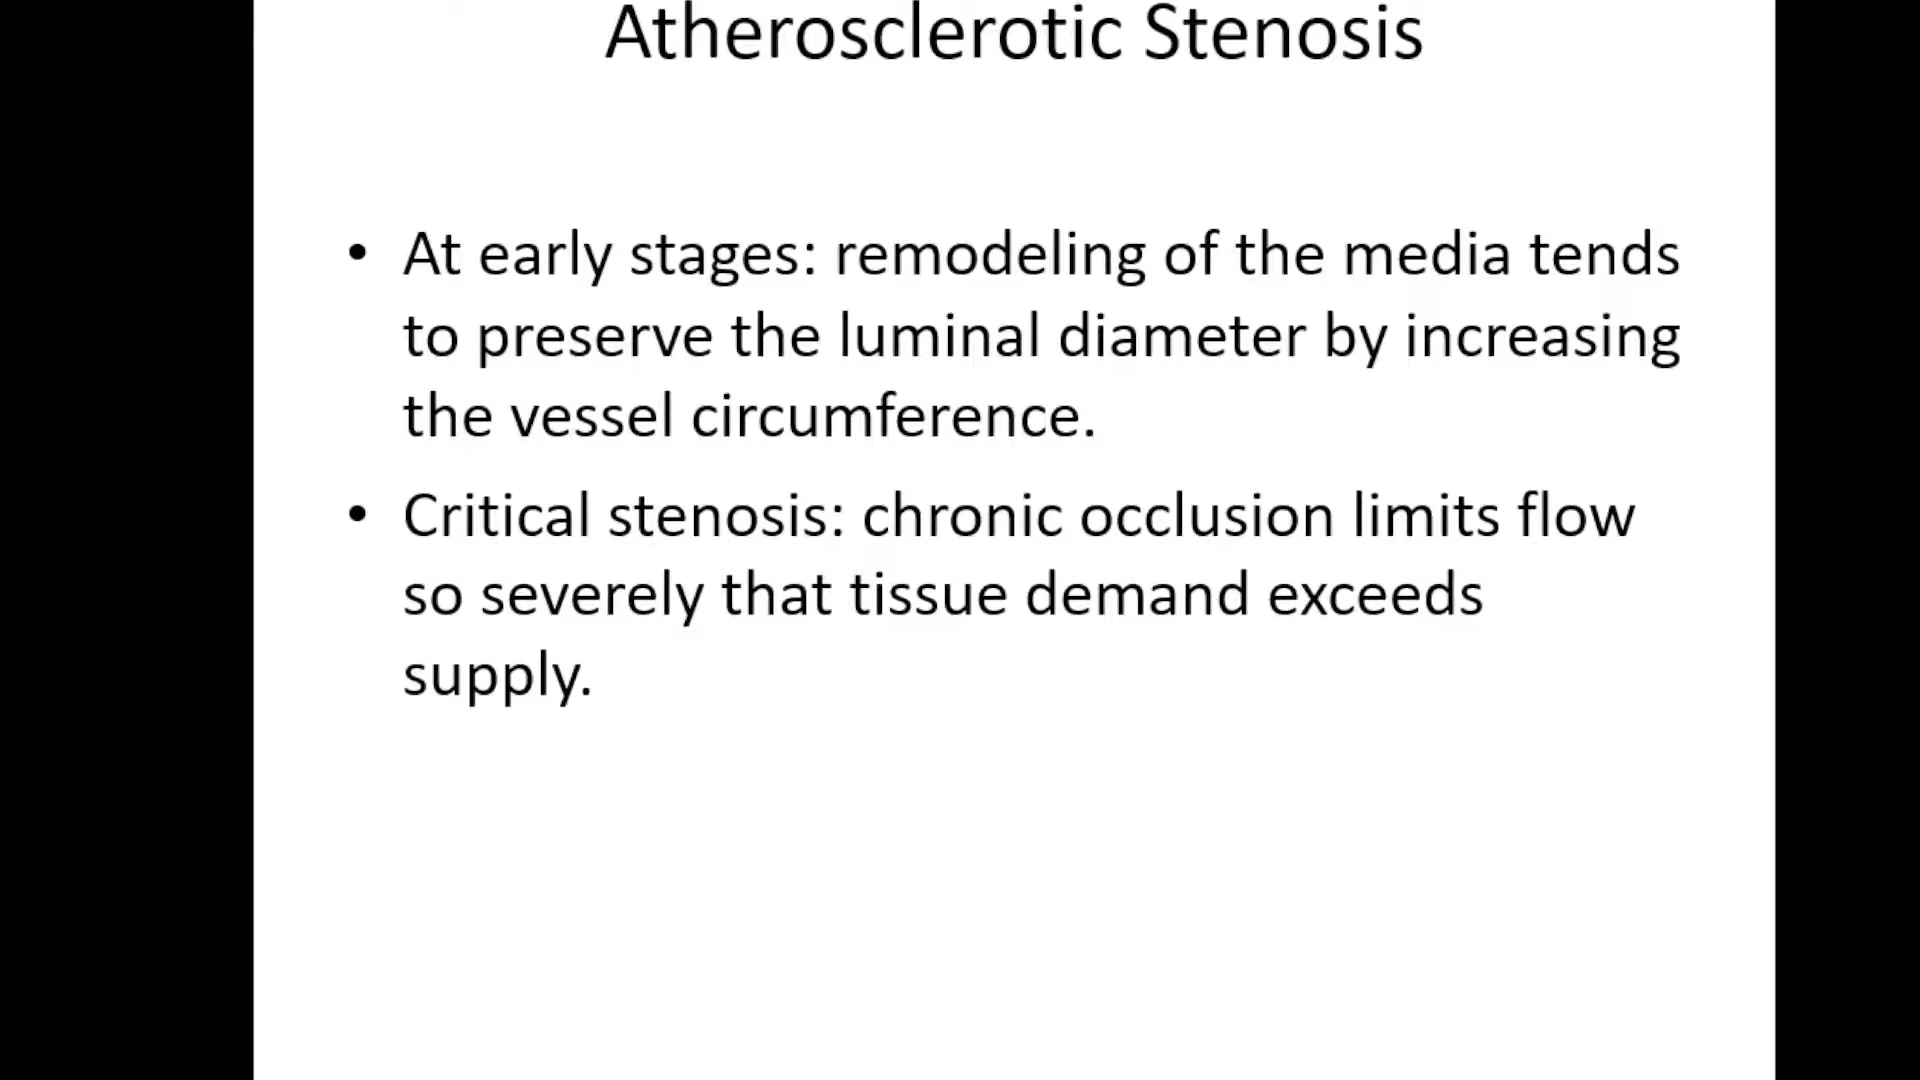 Atherosclerotic Stenosis
• At early stages: remodeling of the media tends
to preserve the luminal diameter by increasing
the vessel circumference.
• Critical stenosis: chronic occlusion limits flow
so severely that tissue demand exceeds
supply.